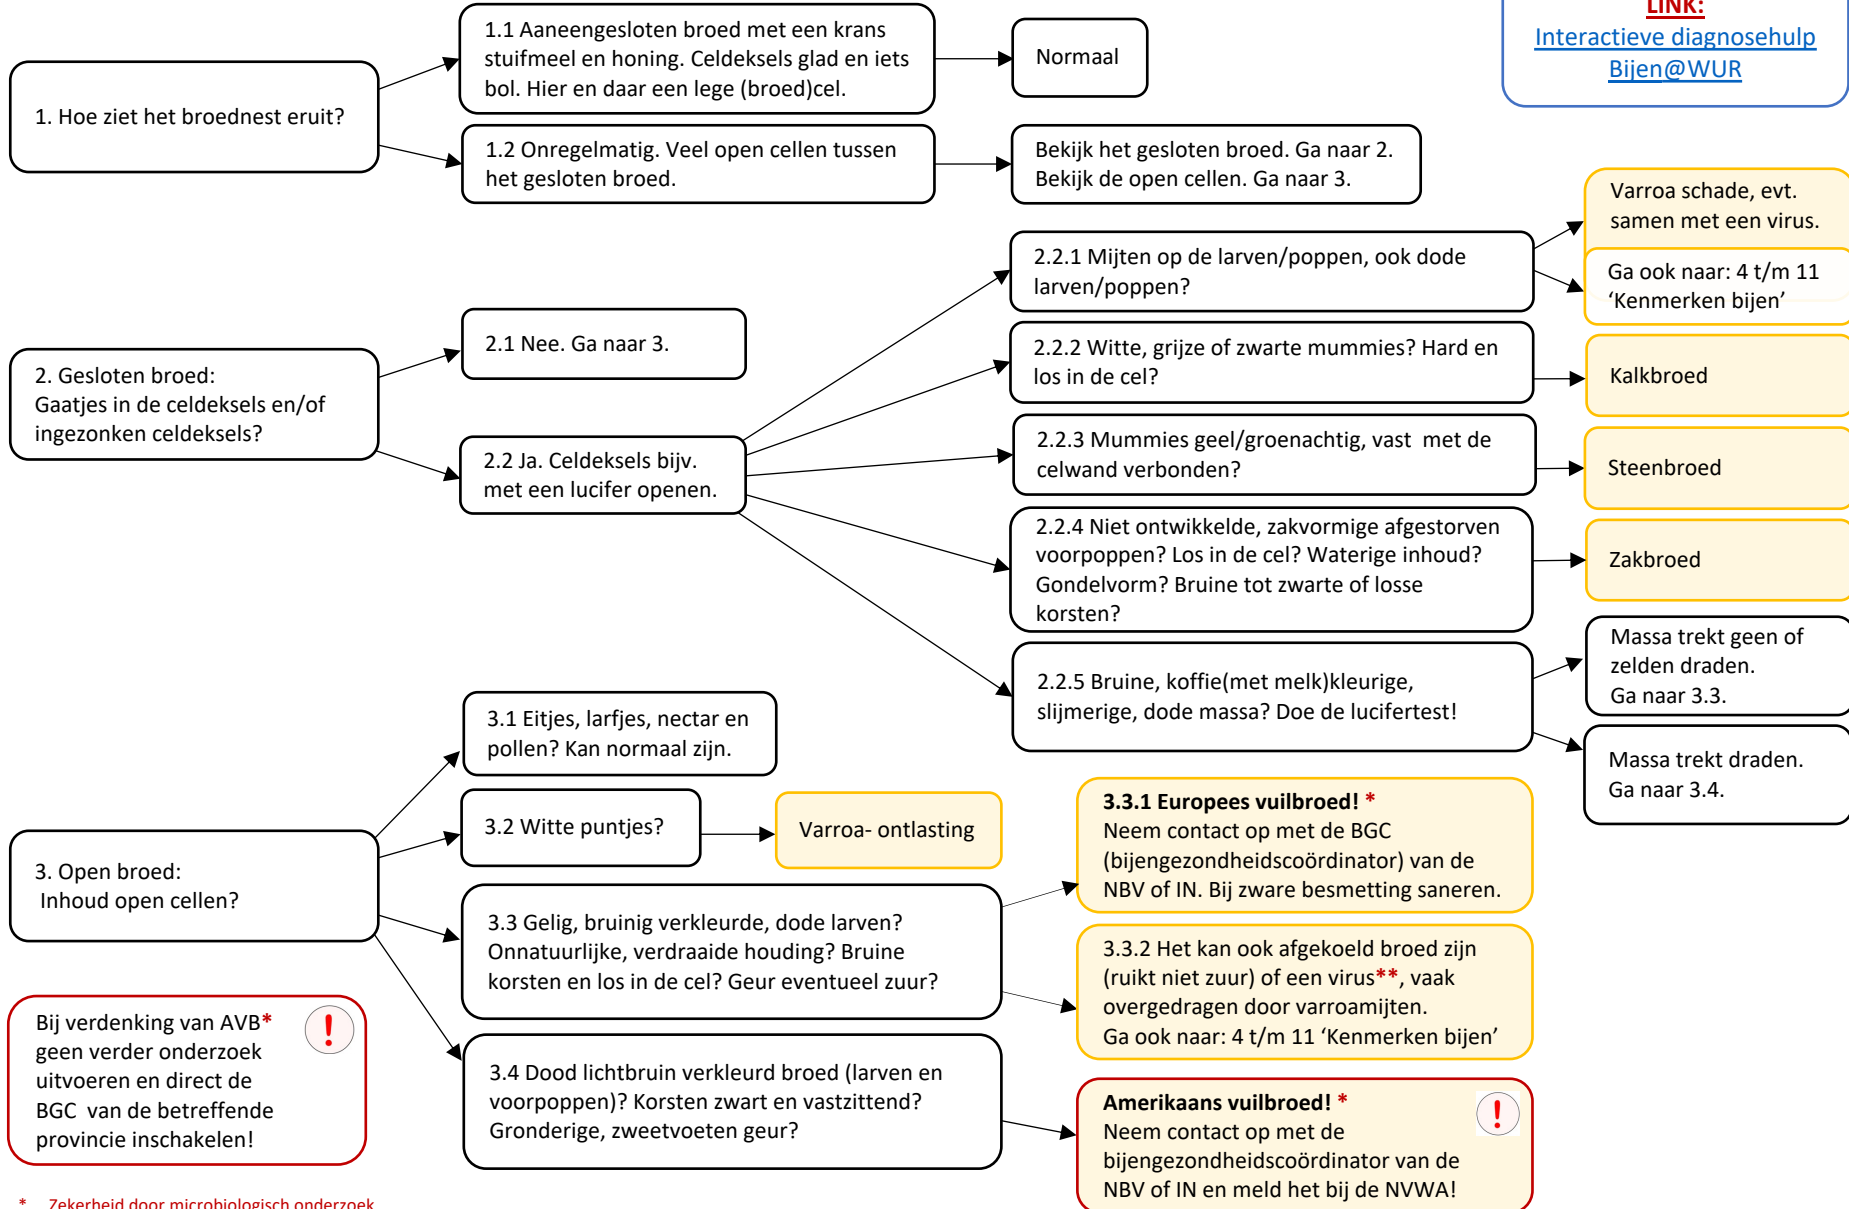 LINK:
Interactieve diagnosehulp
Bijen@WUR
1. Hoe ziet het broednest eruit?
1.1 Aaneengesloten broed met een krans
stuifmeel en honing. Celdeksels glad en iets
bol. Hier en daar een lege (broed)cel.
Normaal
1.2 Onregelmatig. Veel open cellen tussen
het gesloten broed.
Bekijk het gesloten broed. Ga naar 2.
Bekijk de open cellen. Ga naar 3.
2. Gesloten broed:
Gaatjes in de celdeksels en/of
ingezonken celdeksels?
2.1 Nee. Ga naar 3.
2.2 Ja. Celdeksels bijv.
met een lucifer openen.
2.2.1 Mijten op de larven/poppen, ook dode
larven/poppen?
Varroa schade, evt.
samen met een virus.
Ga ook naar: 4 t/m 11
‘Kenmerken bijen’
2.2.2 Witte, grijze of zwarte mummies? Hard en
los in de cel?
Kalkbroed
2.2.3 Mummies geel/groenachtig, vast  met de
celwand verbonden?
Steenbroed
2.2.4 Niet ontwikkelde, zakvormige afgestorven
voorpoppen? Los in de cel? Waterige inhoud?
Gondelvorm? Bruine tot zwarte of losse
korsten?
Zakbroed
2.2.5 Bruine, koffie(met melk)kleurige,
slijmerige, dode massa? Doe de lucifertest!
Massa trekt geen of
zelden draden.
Ga naar 3.3.
Massa trekt draden.
Ga naar 3.4.
3. Open broed:
Inhoud open cellen?
3.1 Eitjes, larfjes, nectar en
pollen? Kan normaal zijn.
3.2 Witte puntjes?
Varroa- ontlasting
3.3 Gelig, bruinig verkleurde, dode larven?
Onnatuurlijke, verdraaide houding? Bruine
korsten en los in de cel? Geur eventueel zuur?
3.3.1 Europees vuilbroed! *
Neem contact op met de BGC
(bijengezondheidscoördinator) van de
NBV of IN. Bij zware besmetting saneren.
3.3.2 Het kan ook afgekoeld broed zijn
(ruikt niet zuur) of een virus**, vaak
overgedragen door varroamijten.
Ga ook naar: 4 t/m 11 ‘Kenmerken bijen’
3.4 Dood lichtbruin verkleurd broed (larven en
voorpoppen)? Korsten zwart en vastzittend?
Gronderige, zweetvoeten geur?
Amerikaans vuilbroed! *
Neem contact op met de
bijengezondheidscoördinator van de
NBV of IN en meld het bij de NVWA!
Bij verdenking van AVB*
geen verder onderzoek
uitvoeren en direct de
BGC  van de betreffende
provincie inschakelen!
* Zekerheid door microbiologisch onderzoek